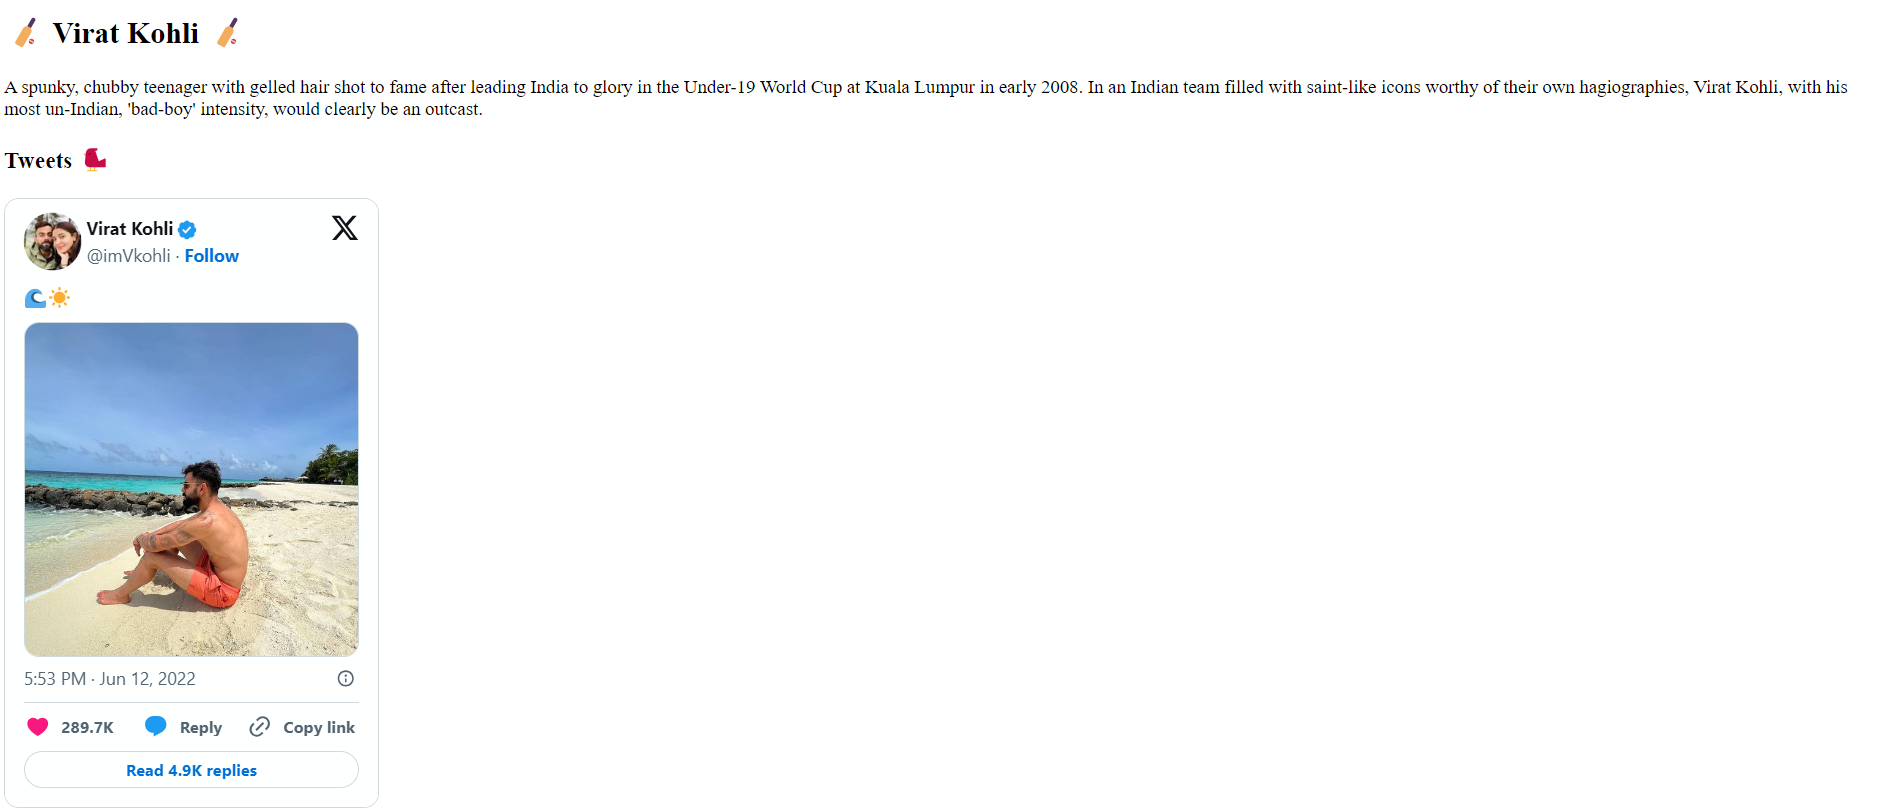 Virat Kohli
A spunky, chubby teenager with gelled hair shot to fame after leading India to glory in the Under-19 World Cup at Kuala Lumpur in early 2008. In an Indian team filled with saint-like icons worthy of their own hagiographies, Virat Kohli, with his
most un-Indian, 'bad-boy' intensity, would clearly be an outcast.
Tweets
Virat Kohli
@imVkohli · Follow
🌊☀️
5:53 PM · Jun 12, 2022
289.7K Reply Copy link
Read 4.9K replies